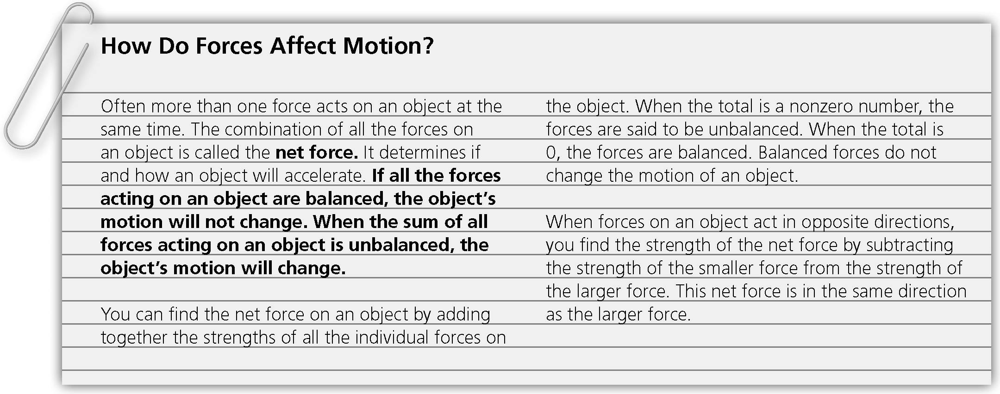 How Do Forces Affect Motion?
Often more than one force acts on an object at the
same time. The combination of all the forces on
an object is called the net force. It determines if
and how an object will accelerate. If all the forces
acting on an object are balanced, the object’s
motion will not change. When the sum of all
forces acting on an object is unbalanced, the
object’s motion will change.
You can find the net force on an object by adding
together the strengths of all the individual forces on
the object. When the total is a nonzero number, the
forces are said to be unbalanced. When the total is
0, the forces are balanced. Balanced forces do not
change the motion of an object.
When forces on an object act in opposite directions,
you find the strength of the net force by subtracting
the strength of the smaller force from the strength of
the larger force. This net force is in the same direction
as the larger force.